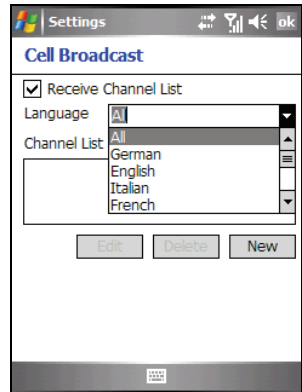 Settings ok
Cell Broadcast
Receive Channel List
Language All
Channel List
All
German
English
Italian
French
Edit Delete New